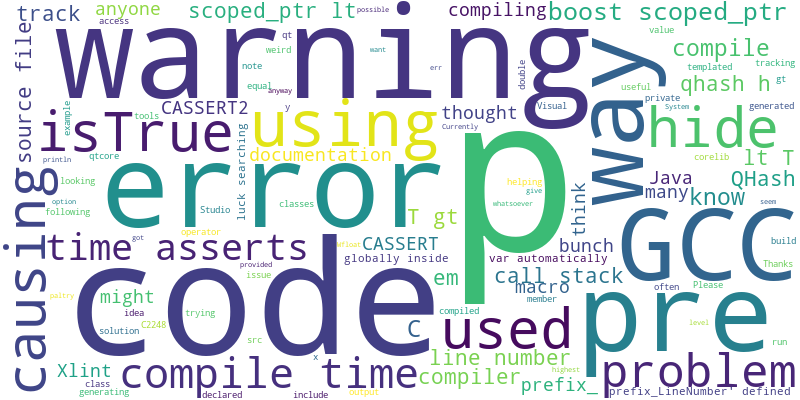 track
anyone
access
scoped_ptr lt
possible
compiling
boost scoped_ptr
source file
warning
qt
weird
note
equal
want
err
double
anyway
way
value
compile
templated
tracking
qhash h
gt
useful
private
System
generated
example
CASSERT2
y
thought
Visual
isTrue
tools
println
using
Currently
hide
documentation
luck searching
corelib
lt T
qtcore
looking
option
following
error
Studio
classes
operator
p
helping
give
whatsoever
think
Java
many
know
QHash
T gt
causing
got
time asserts
CASSERT
Wfloat
globally inside
provided
var automatically
bunch
GCC
seem
build
Thanks
issue
em
call stack
macro
member
often
Please
code
paltry
might
idea
trying
solution
C2248
src
C
compiled
used
pre
level
run
x
Xlint
class
generating
compile time
declared
include
output
line number
compiler
highest
prefix_
problem
prefix_LineNumber' defined